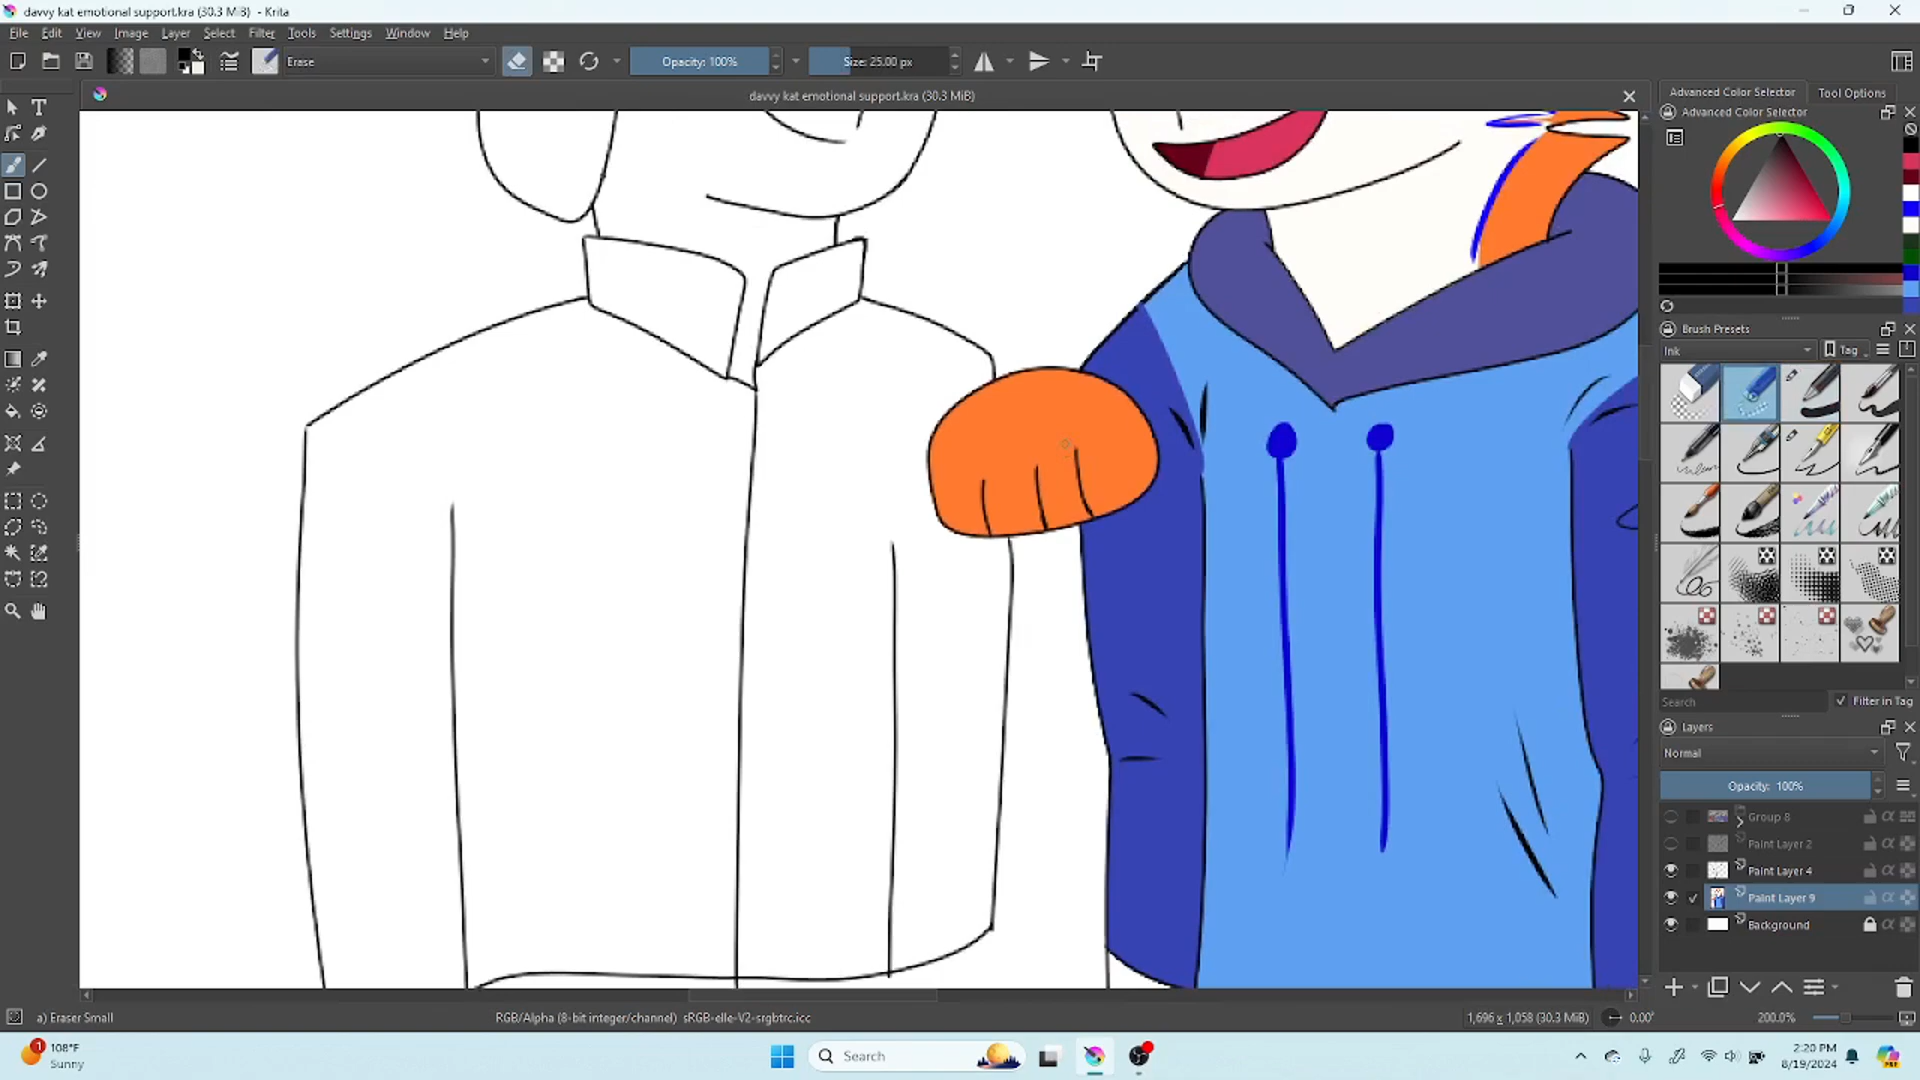 davvy kat emotional support.kra (30.3 MiB) - Krita
File Edit View Image Layer Select Filter Tools Settings Window Help
Erase
Opacity: 100%
Size: 25.00 px
davvy kat emotional support.kra (30.3 MiB)
Advanced Color Selector
Tool Options
Advanced Color Selector
Brush Presets
Ink
Tag
Search
Filter in Tag
Layers
Normal
Opacity: 100%
Group 8
Paint Layer 2
Paint Layer 4
Paint Layer 9
Background
a) Eraser Small
RGB/Alpha (8-bit integer/channel) sRGB-elle-V2-srgbtrc.icc
1,696 x 1,058 (30.3 MiB)
0.00°
200.0%
1
108°F
Sunny
Search
2:20 PM
8/19/2024